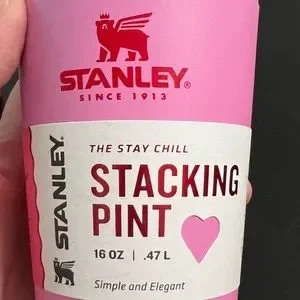 STANLEY®
SINCE 1913
STANLEY
THE STAY CHILL
STACKING
PINT
16 OZ | .47 L
Simple and Elegant